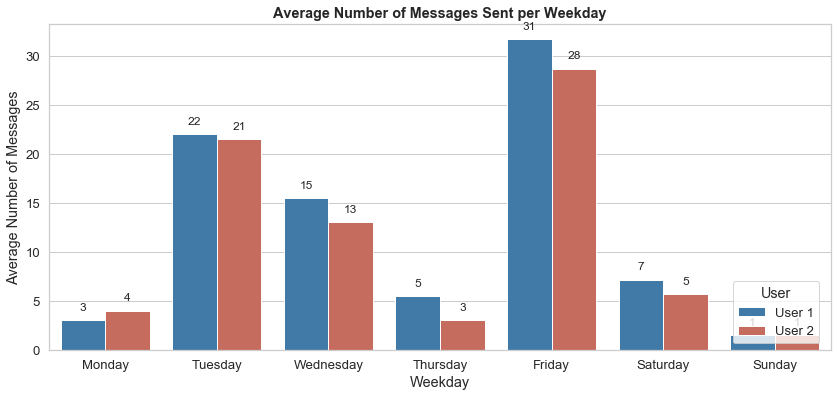 Average Number of Messages Sent per Weekday
Average Number of Messages
30
25
20
15
10
5
0
3
4
22
21
15
13
5
3
31
28
7
5
1
User
User 1
User 2
Monday Tuesday Wednesday Thursday Friday Saturday Sunday
Weekday